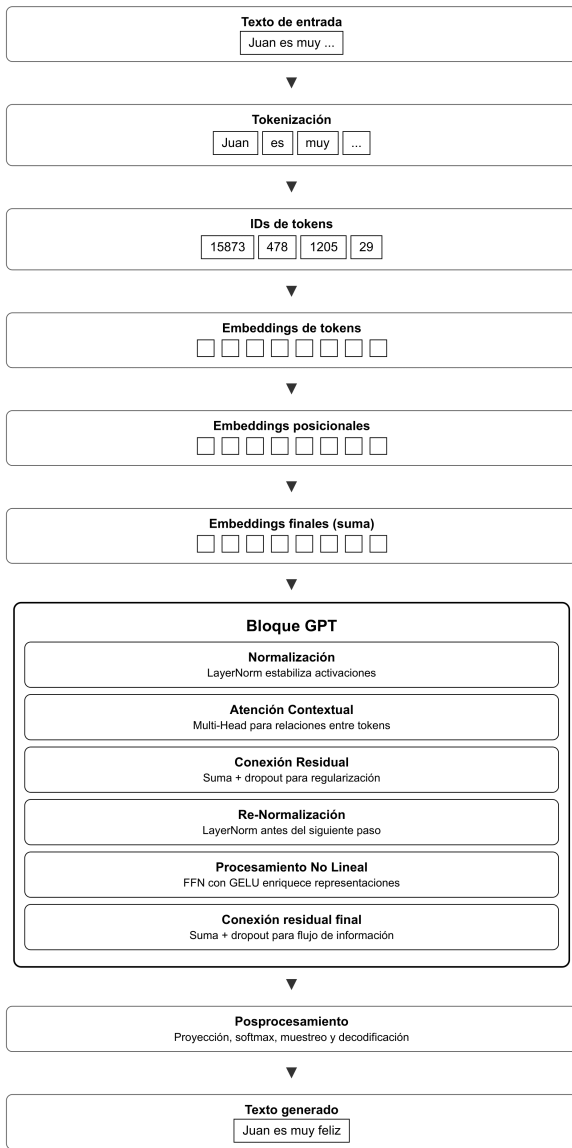 Texto de entrada
Juan es muy ...
Tokenización
Juan es muy ...
IDs de tokens
15873 478 1205 29
Embeddings de tokens
Embeddings posicionales
Embeddings finales (suma)
Bloque GPT
Normalización
LayerNorm estabiliza activaciones
Atención Contextual
Multi-Head para relaciones entre tokens
Conexión Residual
Suma + dropout para regularización
Re-Normalización
LayerNorm antes del siguiente paso
Procesamiento No Lineal
FFN con GELU enriquece representaciones
Conexión residual final
Suma + dropout para flujo de información
Posprocesamiento
Proyección, softmax, muestreo y decodificación
Texto generado
Juan es muy feliz